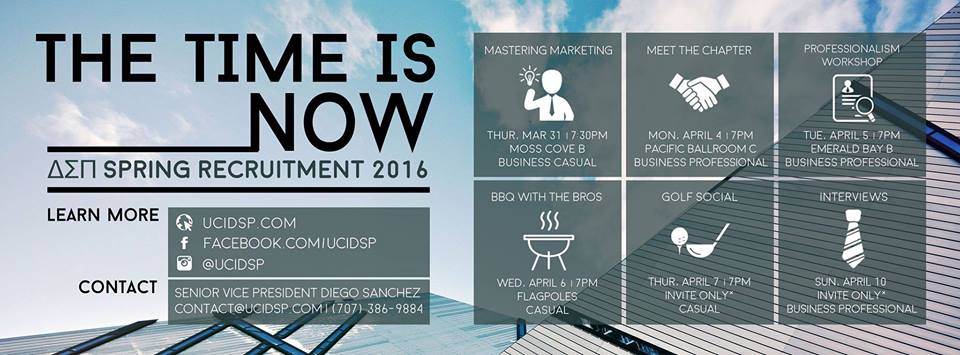 THE TIME IS
NOW
ΔΣΠ SPRING RECRUITMENT 2016
LEARN MORE
UCIDSP.COM
FACEBOOK.COM/UCIDSP
@UCIDSP
CONTACT
SENIOR VICE PRESIDENT DIEGO SANCHEZ
CONTACT@UCIDSP.COM | (707) 386-9884
MASTERING MARKETING
THUR. MAR 31 | 7:30PM
MOSS COVE B
BUSINESS CASUAL
MEET THE CHAPTER
MON. APRIL 4 | 7PM
PACIFIC BALLROOM C
BUSINESS PROFESSIONAL
PROFESSIONALISM
WORKSHOP
TUE. APRIL 5 | 7PM
EMERALD BAY B
BUSINESS PROFESSIONAL
BBQ WITH THE BROS
WED. APRIL 6 | 7PM
FLAGPOLES
CASUAL
GOLF SOCIAL
THUR. APRIL 7 | 7PM
INVITE ONLY*
CASUAL
INTERVIEWS
SUN. APRIL 10
INVITE ONLY*
BUSINESS PROFESSIONAL